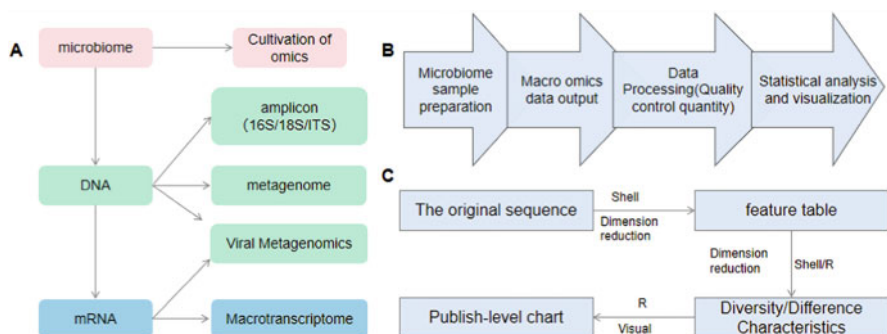 A
microbiome
Cultivation of
omics
amplicon
(16S/18S/ITS)
DNA
metagenome
Viral Metagenomics
mRNA
Macrotranscriptome
B
Microbiome
sample
preparation
Macro omics
data output
Data
Processing(Quality
control quantity)
Statistical analysis
and visualization
C
The original sequence
Shell
Dimension
reduction
feature table
Dimension
reduction
Shell/R
Diversity/Difference
Characteristics
R
Visual
Publish-level chart